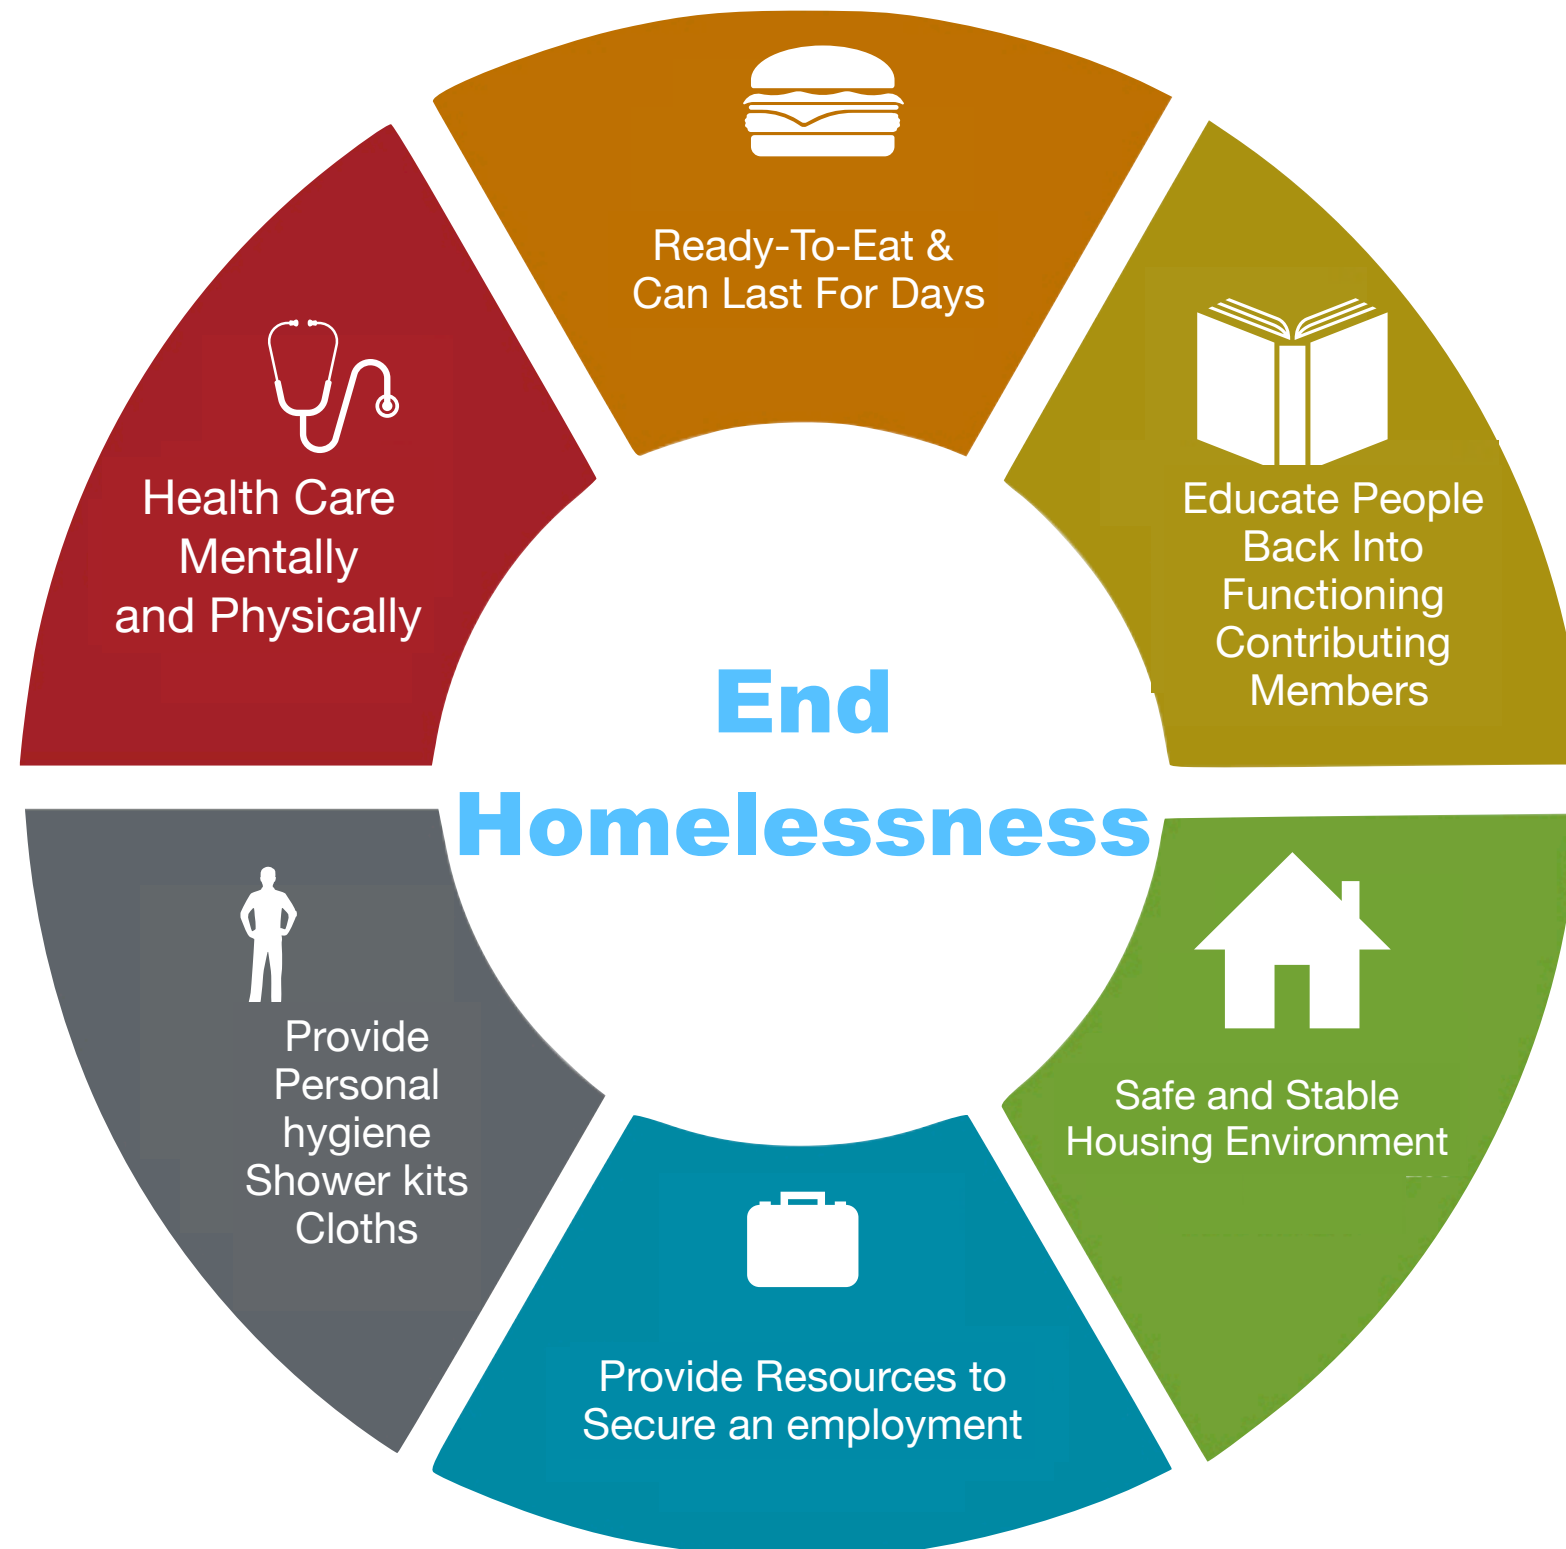 Ready-To-Eat &
Can Last For Days
Educate People
Back Into
Functioning
Contributing
Members
Safe and Stable
Housing Environment
Provide Resources to
Secure an employment
Provide
Personal
hygiene
Shower kits
Cloths
Health Care
Mentally
and Physically
End
Homelessness